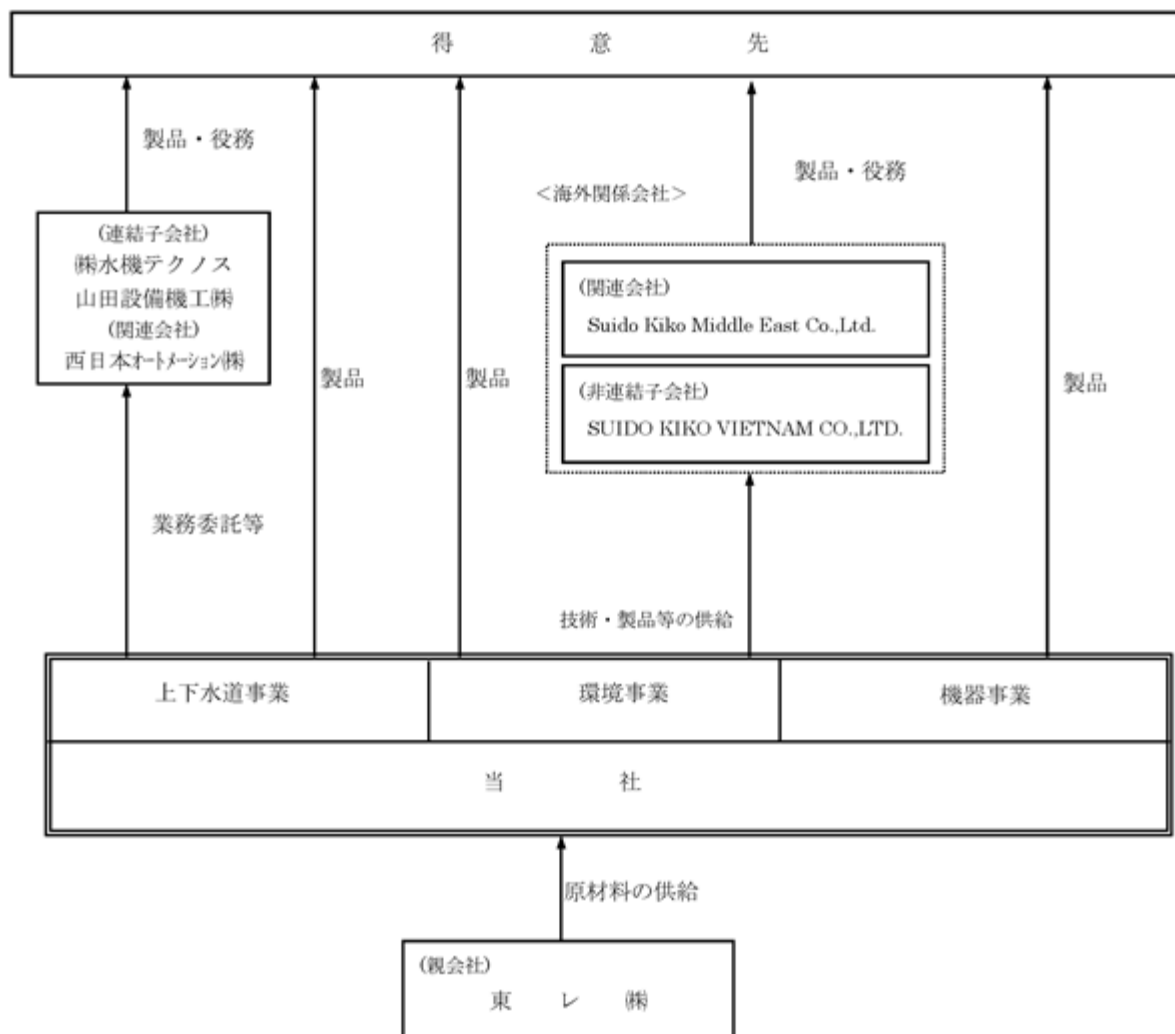 得意先
製品・役務
製品・役務
<海外関係会社>
(連結子会社)
㈱水機テクノス
山田設備機工㈱
(関連会社)
西日本ｵｰﾄﾒｰｼｮﾝ㈱
(関連会社)
Suido Kiko Middle East Co.,Ltd.
(非連結子会社)
SUIDO KIKO VIETNAM CO.,LTD.
製品
製品
製品
業務委託等
技術・製品等の供給
上下水道事業
環境事業
機器事業
当社
原材料の供給
(親会社)
東レ㈱